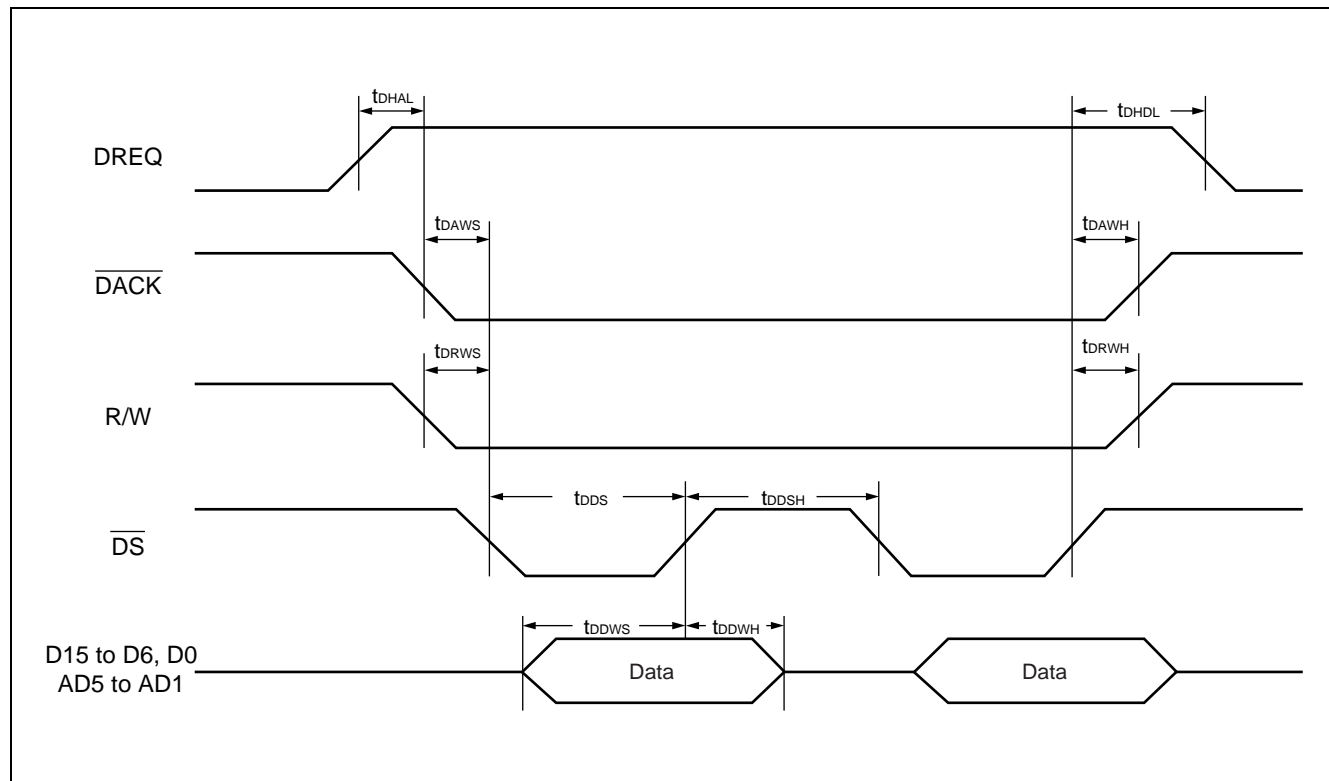 tDHAL
tDHDL
DREQ
tDAWS
tDAWH
DACK
tDRWS
tDRWH
R/W
tDDS
tDDSH
DS
tDDWS
tDDWH
D15 to D6, D0
AD5 to AD1
Data
Data